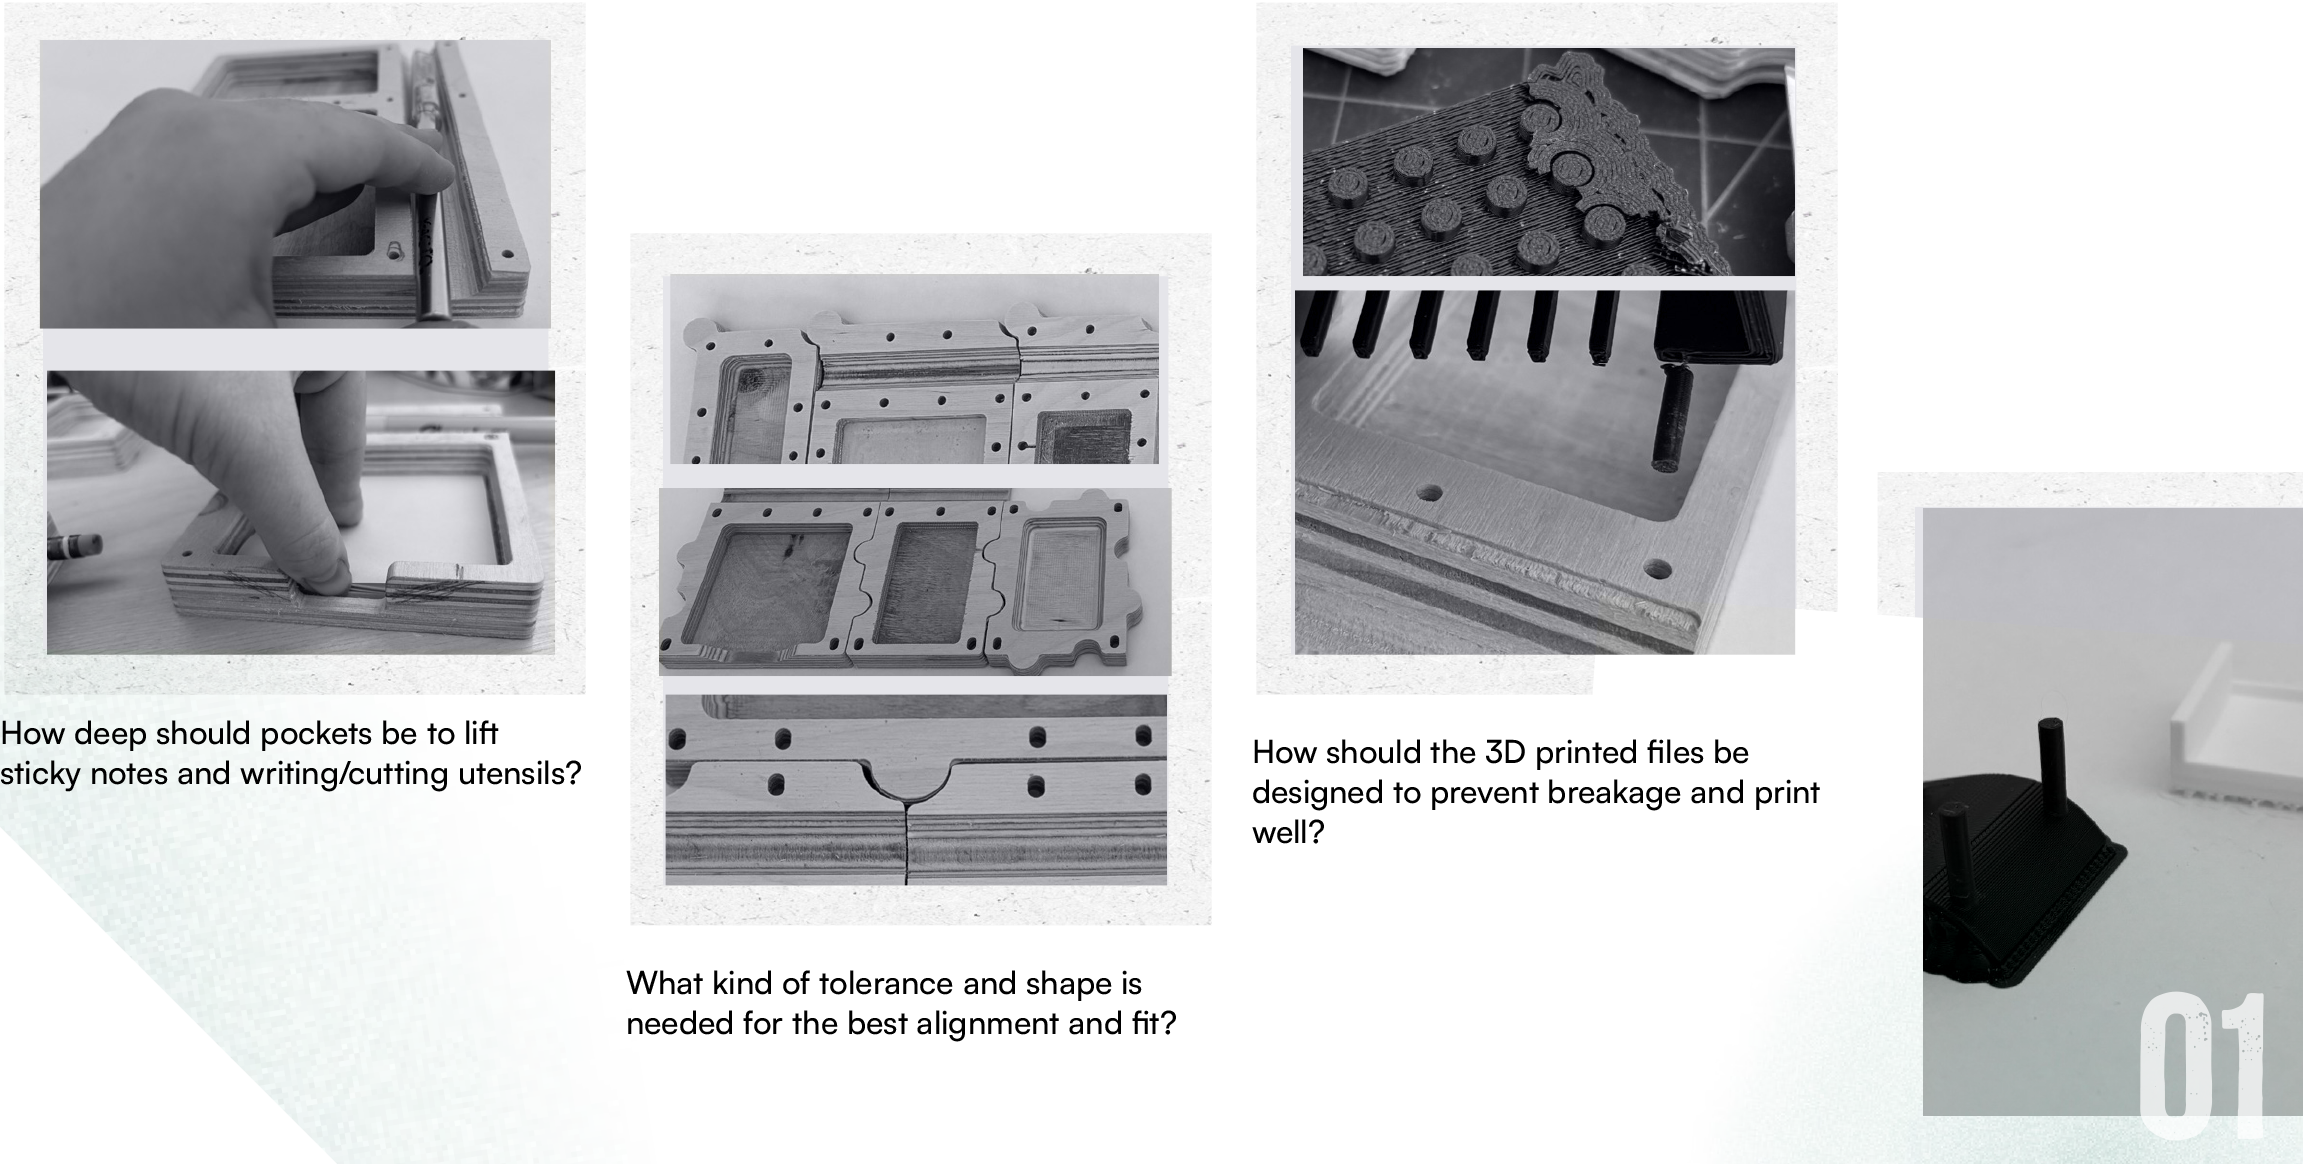 How deep should pockets be to lift
sticky notes and writing/cutting utensils?
What kind of tolerance and shape is
needed for the best alignment and fit?
How should the 3D printed files be
designed to prevent breakage and print
well?
01